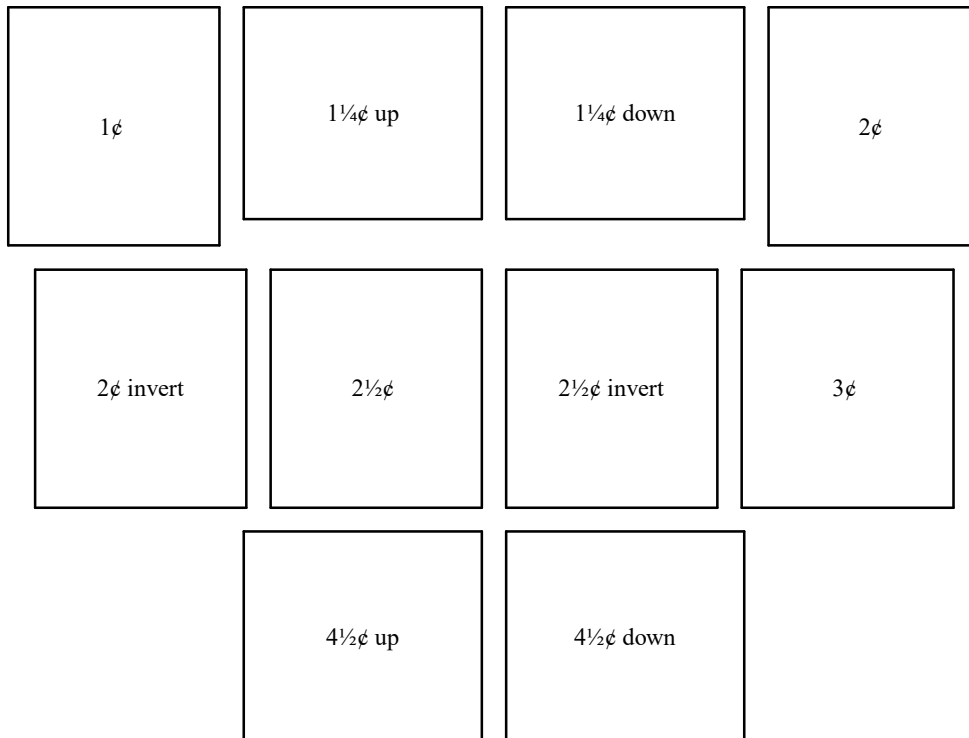 1¢
1¼¢ up
1¼¢ down
2¢
2¢ invert
2½¢
2½¢ invert
3¢
4½¢ up
4½¢ down